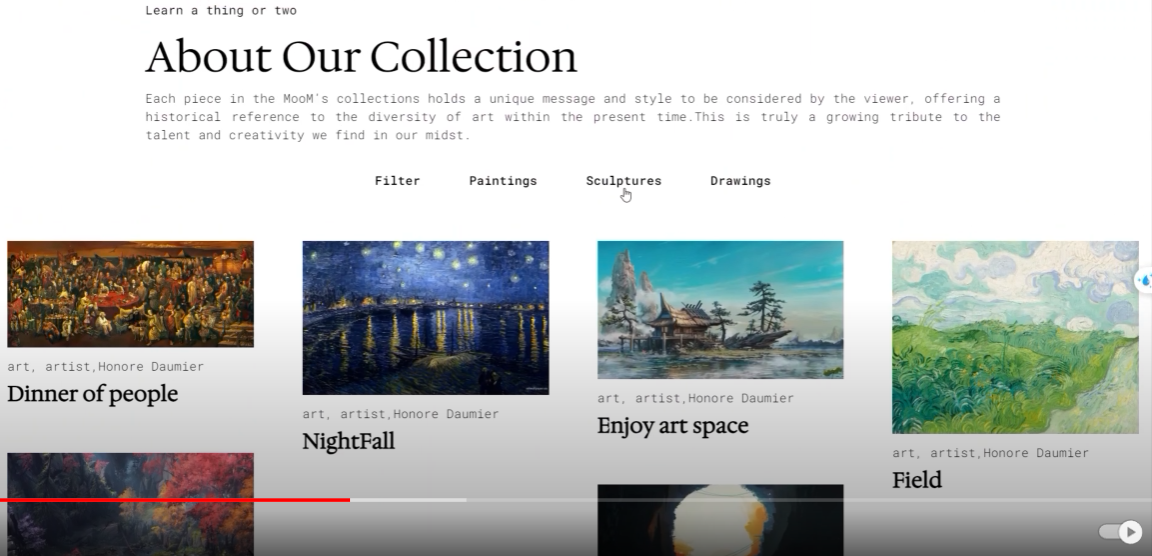 Learn a thing or two
About Our Collection
Each piece in the MooM's collections holds a unique message and style to be considered by the viewer, offering a
historical reference to the diversity of art within the present time.This is truly a growing tribute to the
talent and creativity we find in our midst.
Filter Paintings Sculptures Drawings
art, artist,Honore Daumier
Dinner of people
art, artist,Honore Daumier
NightFall
art, artist,Honore Daumier
Enjoy art space
art, artist,Honore Daumier
Field